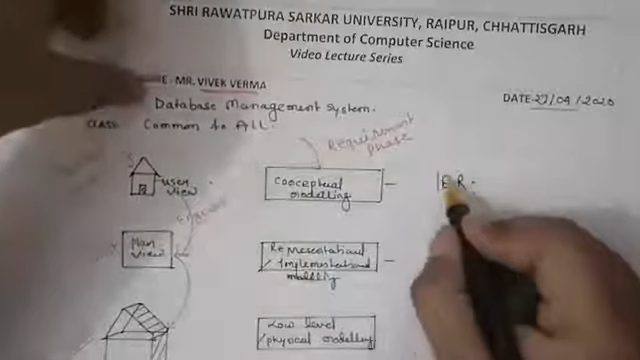 SHRI RAWATPURA SARKAR UNIVERSITY, RAIPUR, CHHATTISGARH
Department of Computer Science
Video Lecture Series
E- MR. VIVEK VERMA
Database Management System.
DATE-27/04/2020
CLASS- Common to All.
Requirement
phase
user
view
Conceptual
modelling
ER-
Plan
view
/ Implementational
modelling
Low level
/physical modelling